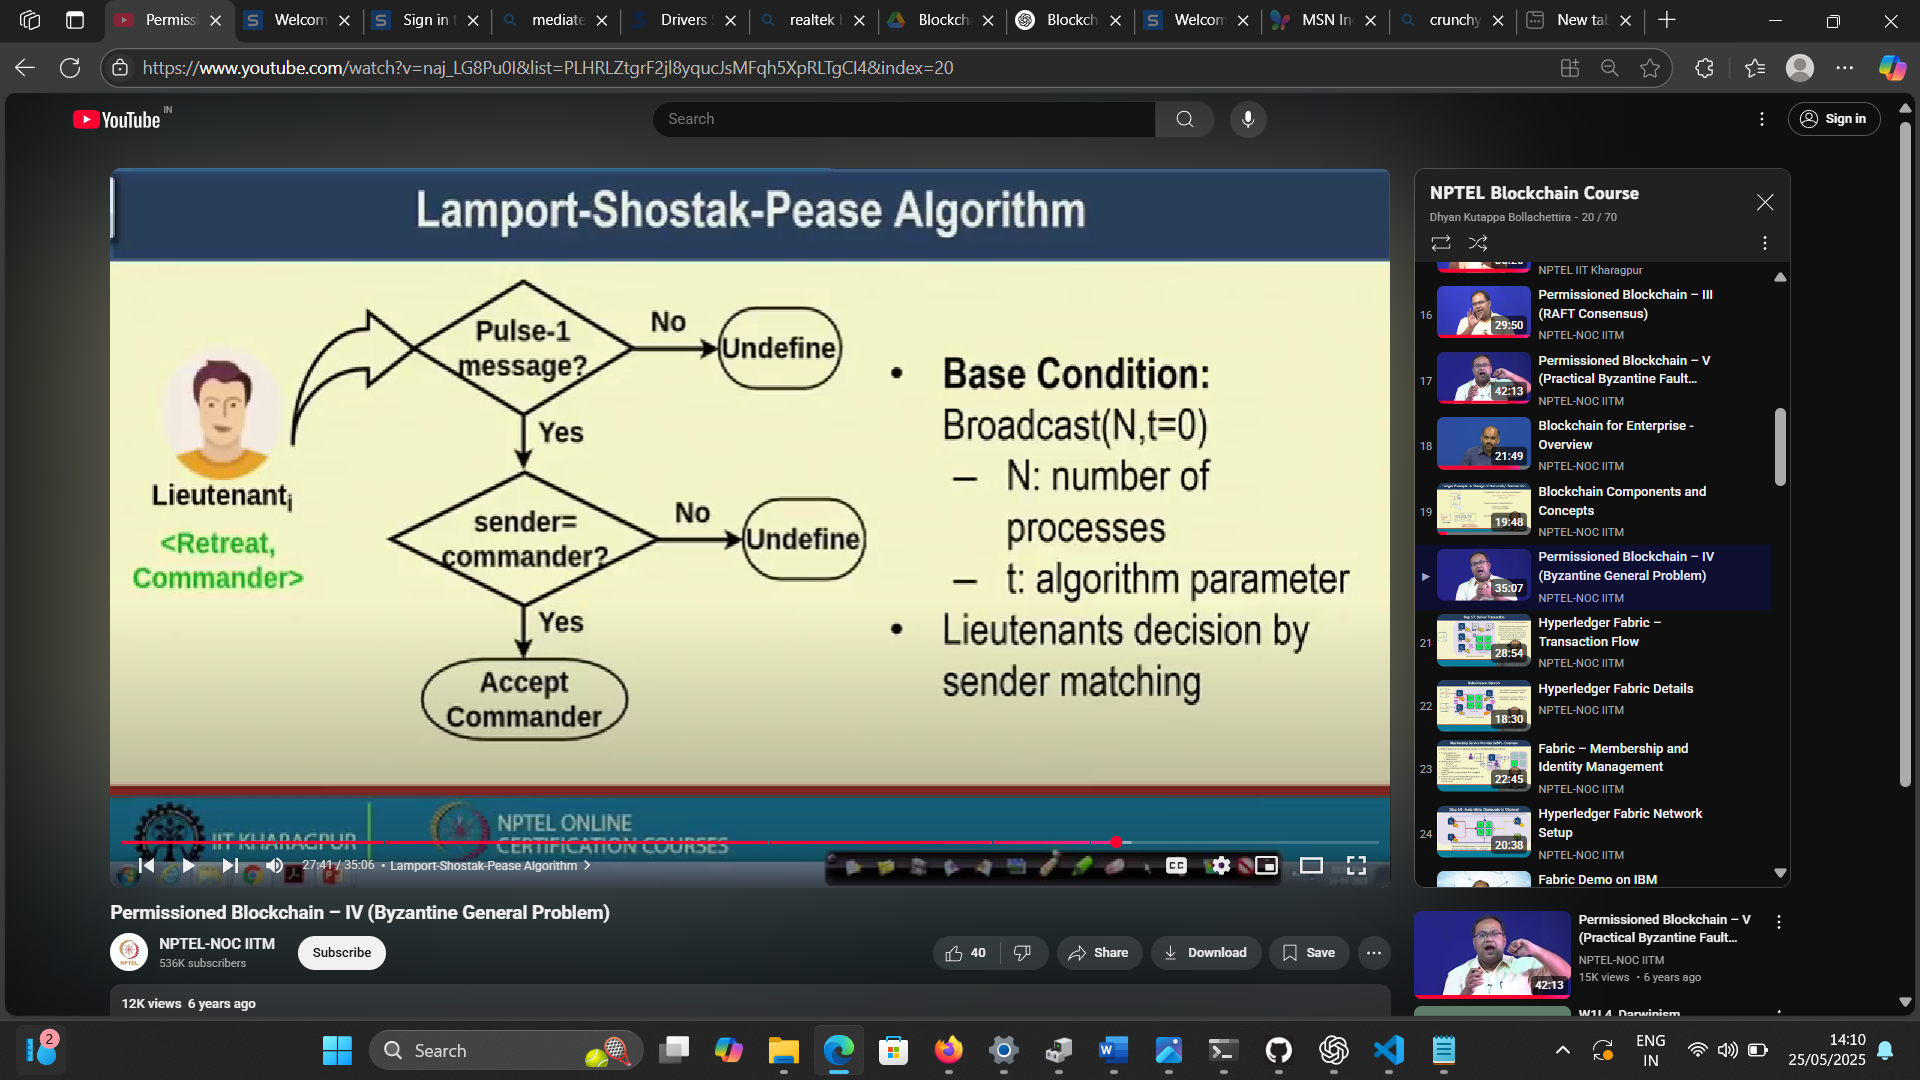 Permissi
Welcom
Sign in t
mediate
Drivers
realtek
Blockch
Blockch
Welcom
MSN In
crunchy
New tab
https://www.youtube.com/watch?v=naj_LG8Pu0I&list=PLHRLZtgrF2jl8yqucJsMFqh5XpRLTgCI4&index=20
YouTube IN
Search
Sign in
Lamport-Shostak-Pease Algorithm
Pulse-1
message?
No
Undefine
Yes
sender=
commander?
No
Undefine
Yes
Accept
Commander
Lieutenanti
<Retreat,
Commander>
• Base Condition:
Broadcast(N,t=0)
– N: number of
processes
– t: algorithm parameter
• Lieutenants decision by
sender matching
IIT KHARAGPUR
NPTEL ONLINE
CERTIFICATION COURSES
27:41 / 35:06 • Lamport-Shostak-Pease Algorithm
CC
Permissioned Blockchain – IV (Byzantine General Problem)
NPTEL
NPTEL-NOC IITM
536K subscribers
Subscribe
40
Share
Download
Save
12K views 6 years ago
NPTEL Blockchain Course
Dhyan Kutappa Bollachettira - 20 / 70
NPTEL IIT Kharagpur
16
29:50
Permissioned Blockchain – III
(RAFT Consensus)
NPTEL-NOC IITM
17
42:13
Permissioned Blockchain – V
(Practical Byzantine Fault...
NPTEL-NOC IITM
18
21:49
Blockchain for Enterprise -
Overview
NPTEL-NOC IITM
19
19:48
Blockchain Components and
Concepts
NPTEL-NOC IITM
35:07
Permissioned Blockchain – IV
(Byzantine General Problem)
NPTEL-NOC IITM
21
28:54
Hyperledger Fabric –
Transaction Flow
NPTEL-NOC IITM
22
18:30
Hyperledger Fabric Details
NPTEL-NOC IITM
23
22:45
Fabric – Membership and
Identity Management
NPTEL-NOC IITM
24
20:38
Hyperledger Fabric Network
Setup
NPTEL-NOC IITM
Fabric Demo on IBM
42:13
Permissioned Blockchain – V
(Practical Byzantine Fault...
NPTEL-NOC IITM
15K views • 6 years ago
W1L4_Darwinism
2
Search
ENG
IN
14:10
25/05/2025